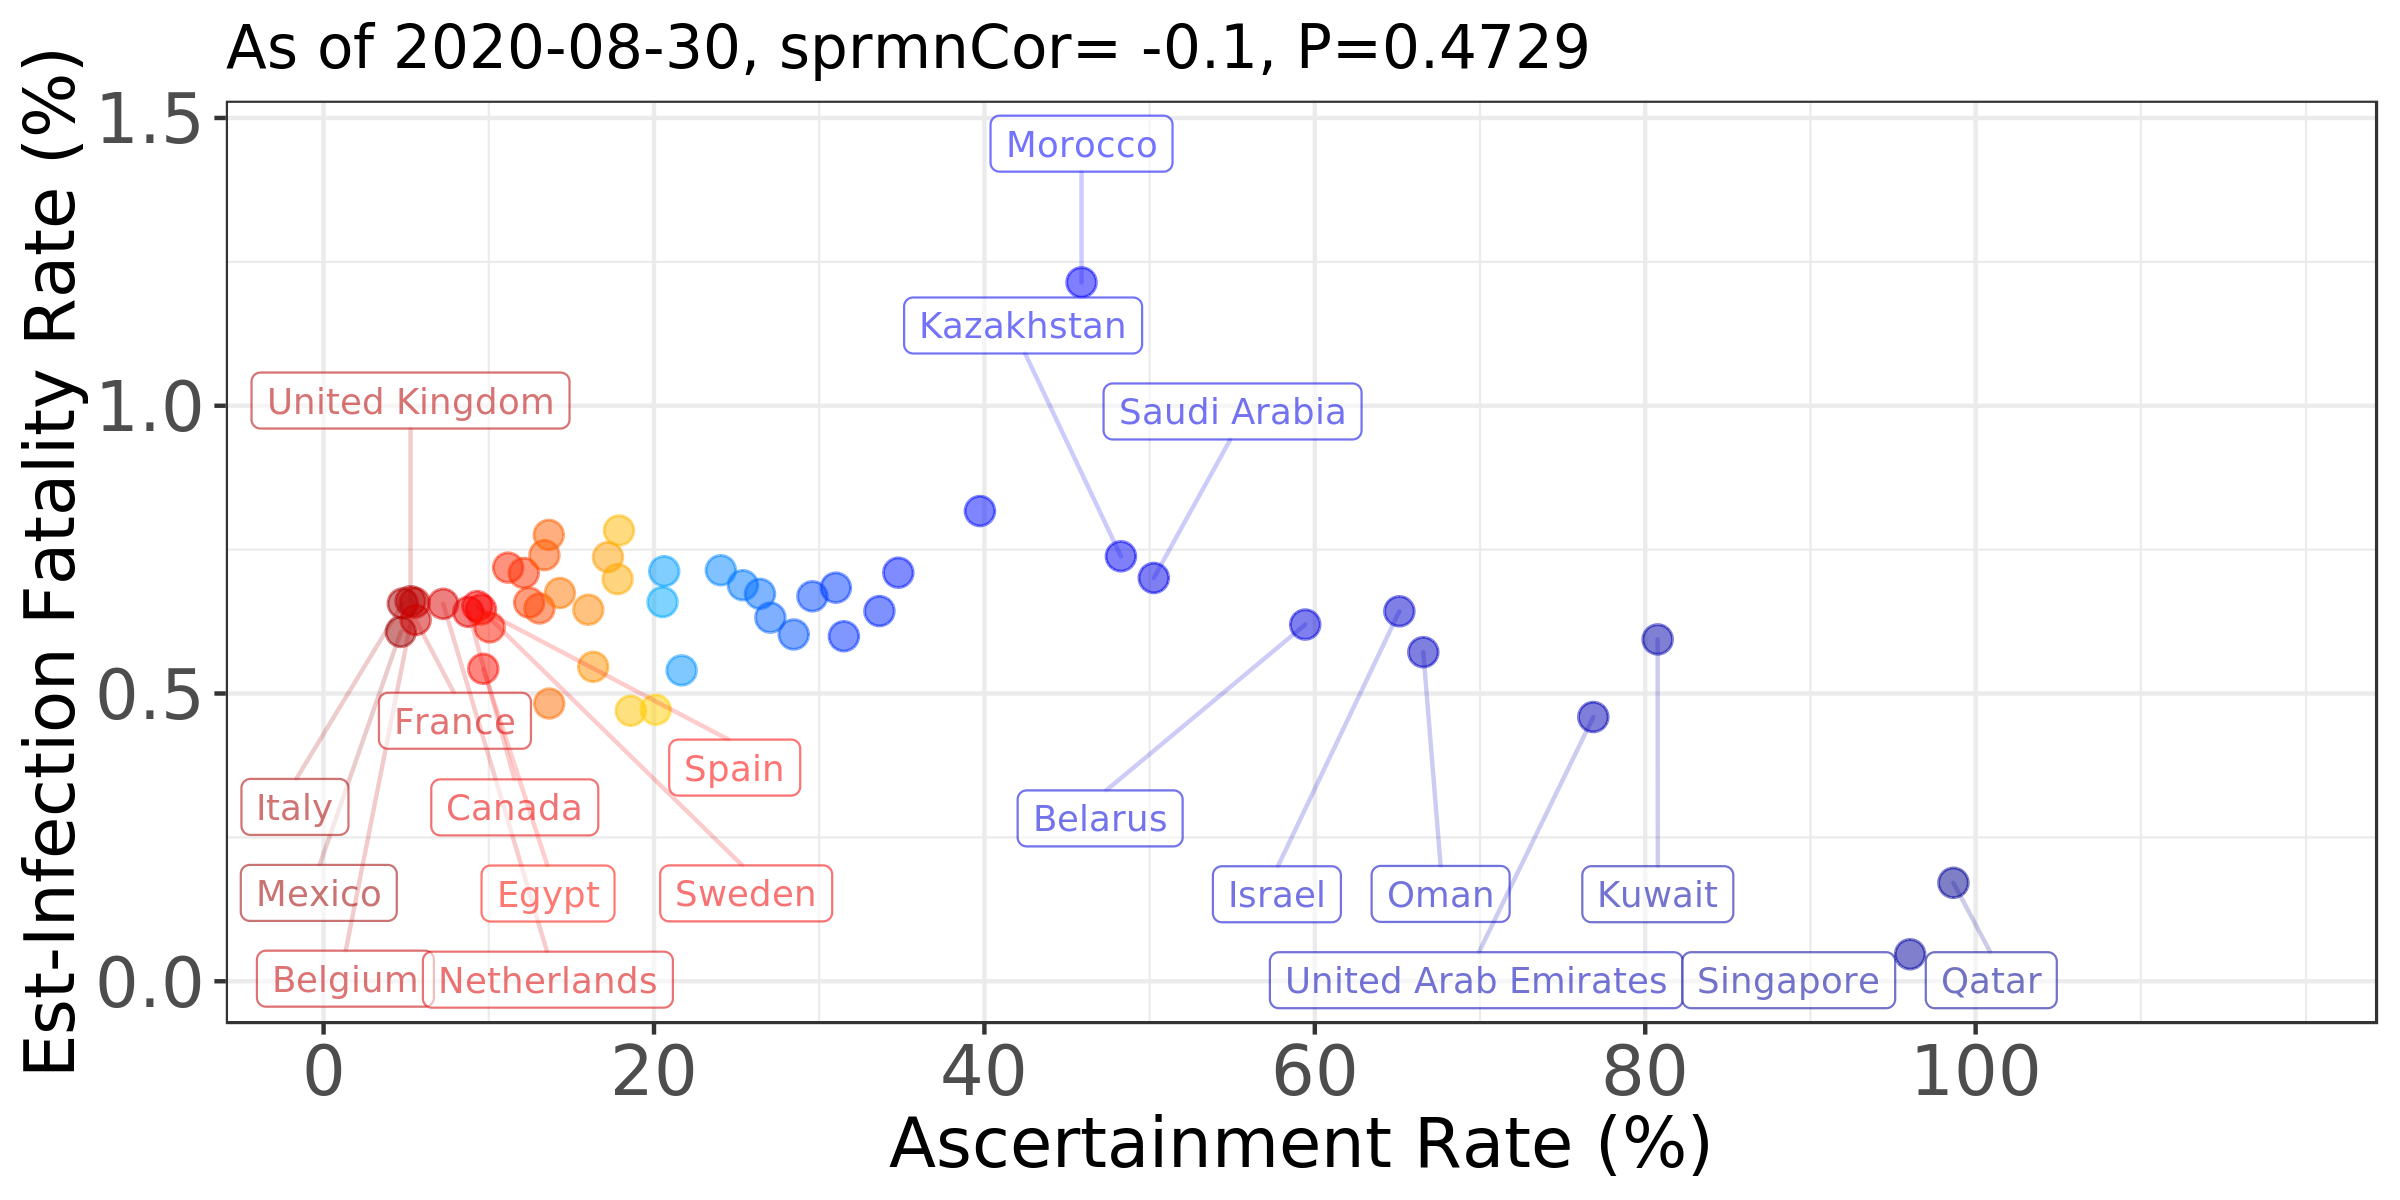 As of 2020-08-30, sprmnCor= -0.1, P=0.4729
Est-Infection Fatality Rate (%)
1.5
1.0
0.5
0.0
Morocco
Kazakhstan
United Kingdom
Saudi Arabia
France
Spain
Italy
Canada
Belarus
Mexico
Egypt
Sweden
Israel
Oman
Kuwait
Belgium
Netherlands
United Arab Emirates
Singapore
Qatar
0
20
40
60
80
100
Ascertainment Rate (%)